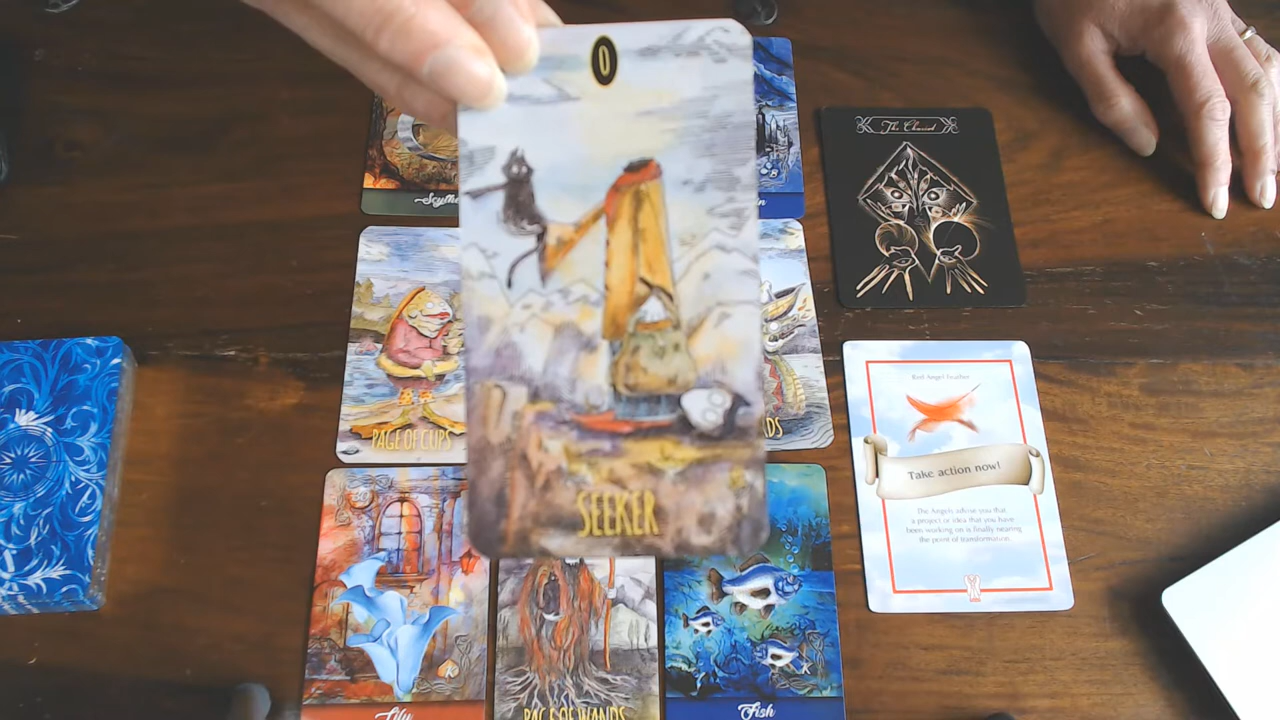 0
The Chariot
PAGE OF CUPS
Red Angel Feather
Take action now!
The Angels advise you that
a project or idea that you have
been working on is finally nearing
the point of transformation.
SEEKER
Lily
PAGE OF WANDS
Fish